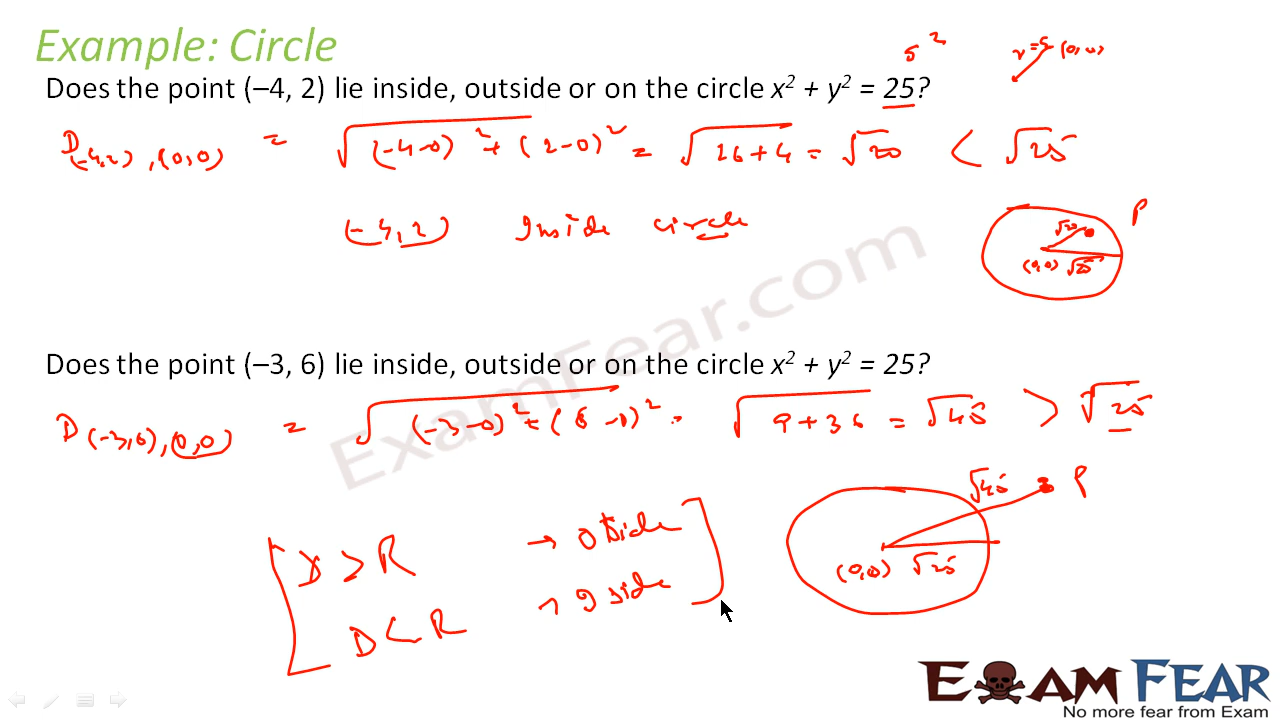 Example: Circle
5² r=5 (0,0)
Does the point (–4, 2) lie inside, outside or on the circle x² + y² = 25?
D(-4,2),(0,0) = √(-4-0)²+(2-0)² = √16+4 = √20 < √25
(-4,2) Inside circle
P
√20
(0,0) √25
Does the point (–3, 6) lie inside, outside or on the circle x² + y² = 25?
D(-3,6),(0,0) = √(-3-0)²+(6-0)² = √9+36 = √45 > √25
√45 P
(0,0) √25
D > R → otside
D < R → Iside
ExamFear.com
EXAM FEAR
No more fear from Exam